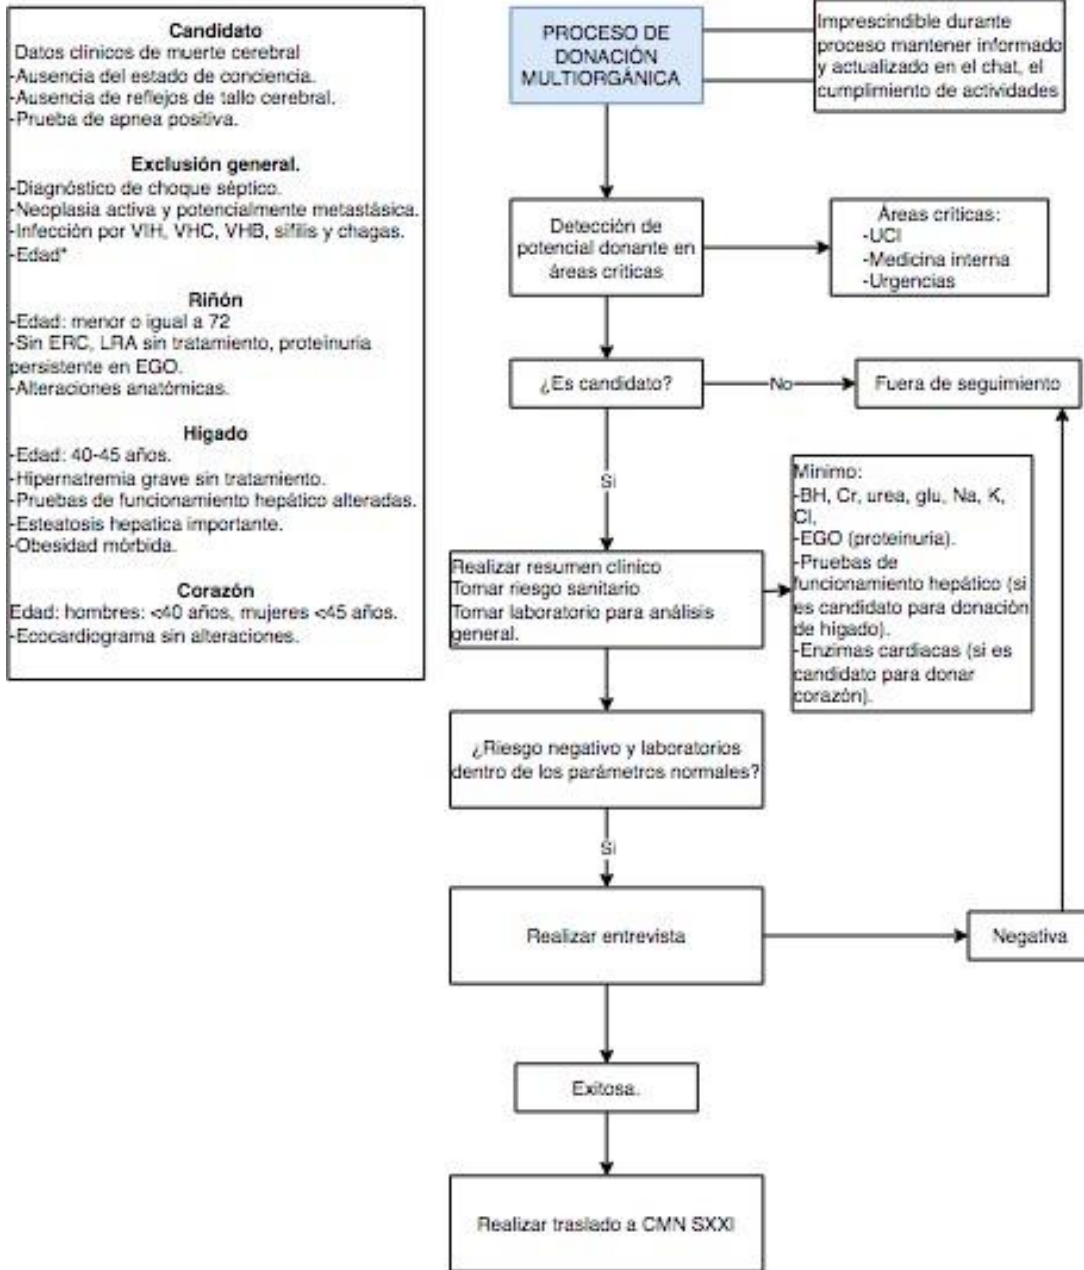 Candidato
Datos clínicos de muerte cerebral
-Ausencia del estado de conciencia.
-Ausencia de reflejos de tallo cerebral.
-Prueba de apnea positiva.
Exclusión general.
-Diagnóstico de choque séptico.
-Neoplasia activa y potencialmente metastásica.
-Infección por VIH, VHC, VHB, sífilis y chagas.
-Edad*
Riñón
-Edad: menor o igual a 72
-Sin ERC, LRA sin tratamiento, proteinuria
persistente en EGO.
-Alteraciones anatómicas.
Hígado
-Edad: 40-45 años.
-Hipernatremia grave sin tratamiento.
-Pruebas de funcionamiento hepático alteradas.
-Esteatosis hepatica importante.
-Obesidad mórbida.
Corazón
Edad: hombres: <40 años, mujeres <45 años.
-Ecocardiograma sin alteraciones.
PROCESO DE
DONACIÓN
MULTIORGÁNICA
Imprescindible durante
proceso mantener informado
y actualizado en el chat, el
cumplimiento de actividades
Detección de
potencial donante en
áreas críticas
Áreas críticas:
-UCI
-Medicina interna
-Urgencias
¿Es candidato?
No
Fuera de seguimiento
Si
Realizar resumen clínico
Tomar riesgo sanitario
Tomar laboratorio para análisis
general.
Mínimo:
-BH, Cr, urea, glu, Na, K,
Cl,
-EGO (proteinuria).
-Pruebas de
funcionamiento hepático (si
es candidato para donación
de hígado).
-Enzimas cardiacas (si es
candidato para donar
corazón).
¿Riesgo negativo y laboratorios
dentro de los parámetros normales?
Si
Realizar entrevista
Negativa
Exitosa.
Realizar traslado a CMN SXXI